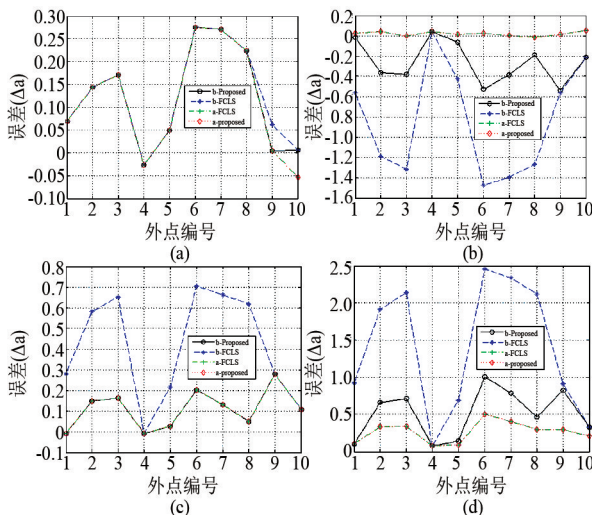 (a)
误差(Δa)
0.30
0.25
0.20
0.15
0.10
0.05
0
-0.05
-0.10
b-Proposed
b-FCLS
a-FCLS
a-proposed
1 2 3 4 5 6 7 8 9 10
外点编号
(a)
误差(Δa)
0.2
0
-0.2
-0.4
-0.6
-0.8
-1.0
-1.2
-1.4
-1.6
b-Proposed
b-FCLS
a-FCLS
a-proposed
1 2 3 4 5 6 7 8 9 10
外点编号
(b)
误差(Δa)
0.8
0.7
0.6
0.5
0.4
0.3
0.2
0.1
0
-0.1
b-Proposed
b-FCLS
a-FCLS
a-proposed
1 2 3 4 5 6 7 8 9 10
外点编号
(c)
误差(Δa)
2.5
2.0
1.5
1.0
0.5
0
b-Proposed
b-FCLS
a-FCLS
a-proposed
1 2 3 4 5 6 7 8 9 10
外点编号
(d)